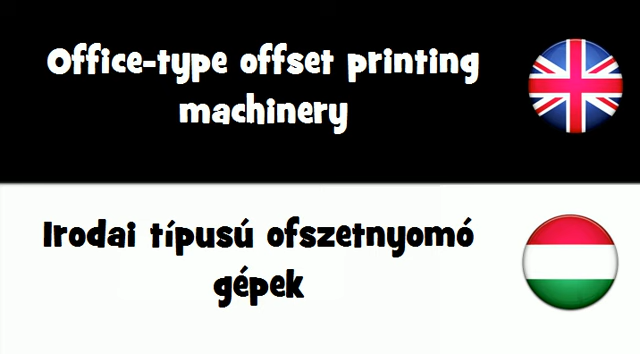 Office-type offset printing
machinery
Irodai típusú ofszetnyomó
gépek